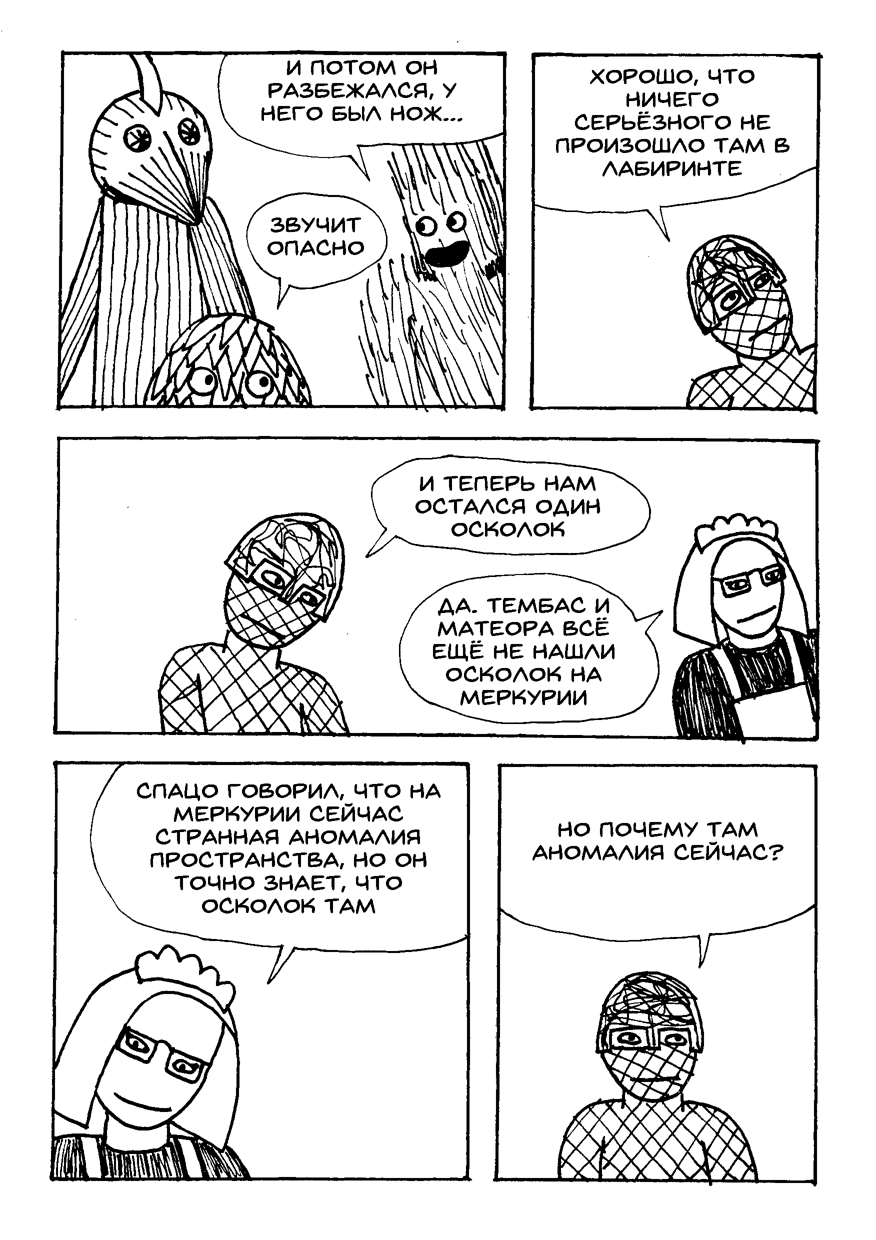 И ПОТОМ ОН
РАЗБЕЖАЛСЯ, У
НЕГО БЫЛ НОЖ...
ЗВУЧИТ
ОПАСНО
ХОРОШО, ЧТО
НИЧЕГО
СЕРЬЁЗНОГО НЕ
ПРОИЗОШЛО ТАМ В
ЛАБИРИНТЕ
И ТЕПЕРЬ НАМ
ОСТАЛСЯ ОДИН
ОСКОЛОК
ДА. ТЕМБАС И
МАТЕОРА ВСЁ
ЕЩЁ НЕ НАШЛИ
ОСКОЛОК НА
МЕРКУРИИ
СПАЦО ГОВОРИЛ, ЧТО НА
МЕРКУРИИ СЕЙЧАС
СТРАННАЯ АНОМАЛИЯ
ПРОСТРАНСТВА, НО ОН
ТОЧНО ЗНАЕТ, ЧТО
ОСКОЛОК ТАМ
НО ПОЧЕМУ ТАМ
АНОМАЛИЯ СЕЙЧАС?